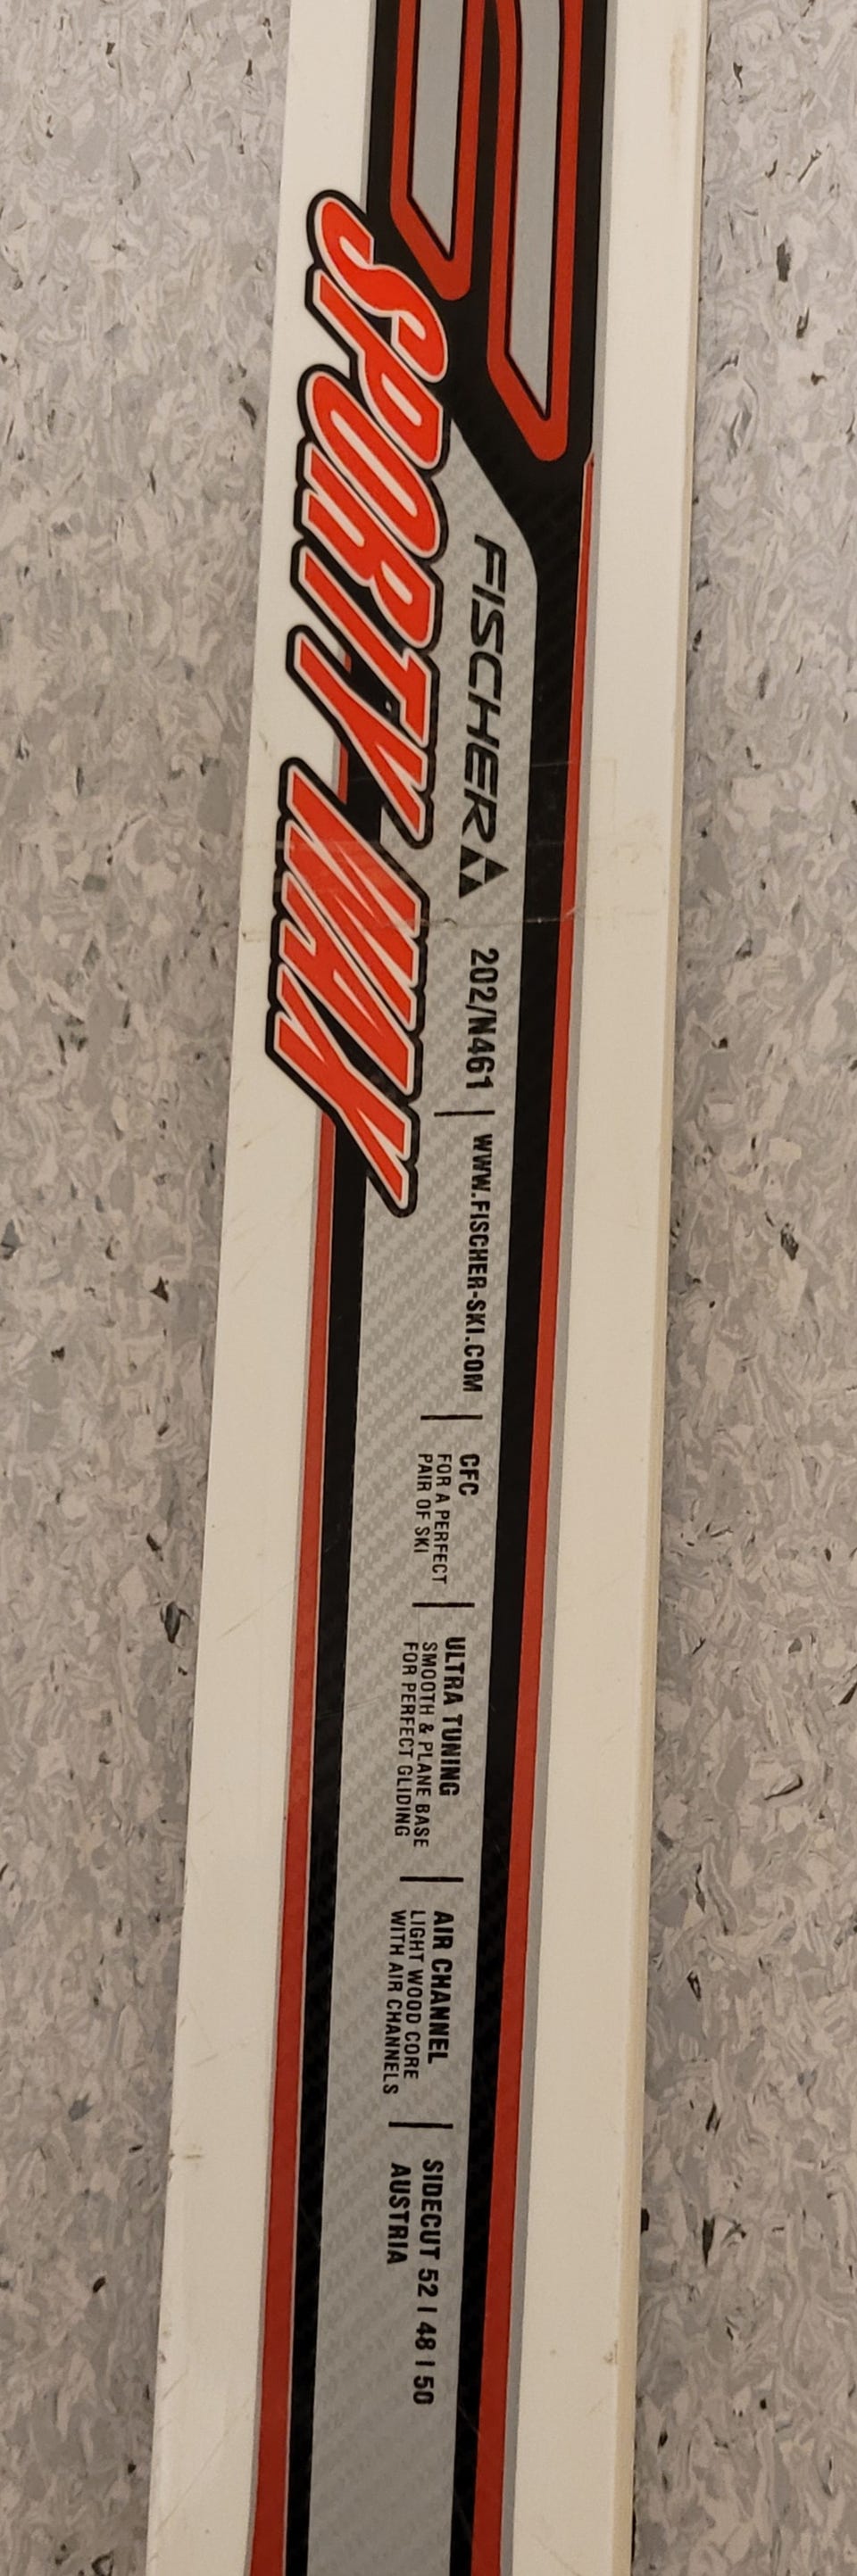 SPORTY WAX
FISCHER
202/N461 | WWW.FISCHER-SKI.COM
CFC
FOR A PERFECT
PAIR OF SKI
ULTRA TUNING
SMOOTH & PLANE BASE
FOR PERFECT GLIDING
AIR CHANNEL
LIGHT WOOD CORE
WITH AIR CHANNELS
SIDECUT 52 | 48 | 50
AUSTRIA